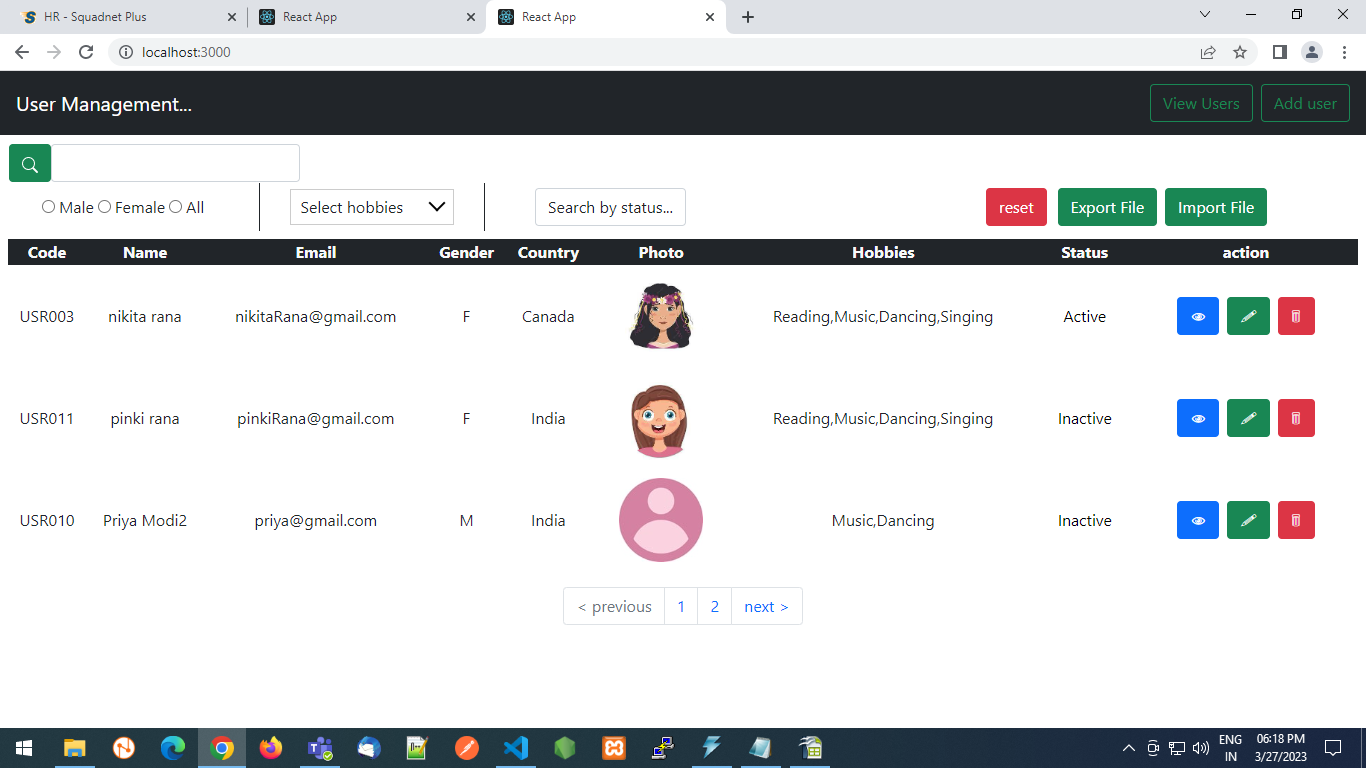 HR - Squadnet Plus React App React App
localhost:3000
User Management... View Users Add user
Male Female All Select hobbies Search by status... reset Export File Import File
Code Name Email Gender Country Photo Hobbies Status action
USR003 nikita rana nikitaRana@gmail.com F Canada Reading,Music,Dancing,Singing Active
USR011 pinki rana pinkiRana@gmail.com F India Reading,Music,Dancing,Singing Inactive
USR010 Priya Modi2 priya@gmail.com M India Music,Dancing Inactive
< previous 1 2 next >
ENG 06:18 PM
IN 3/27/2023